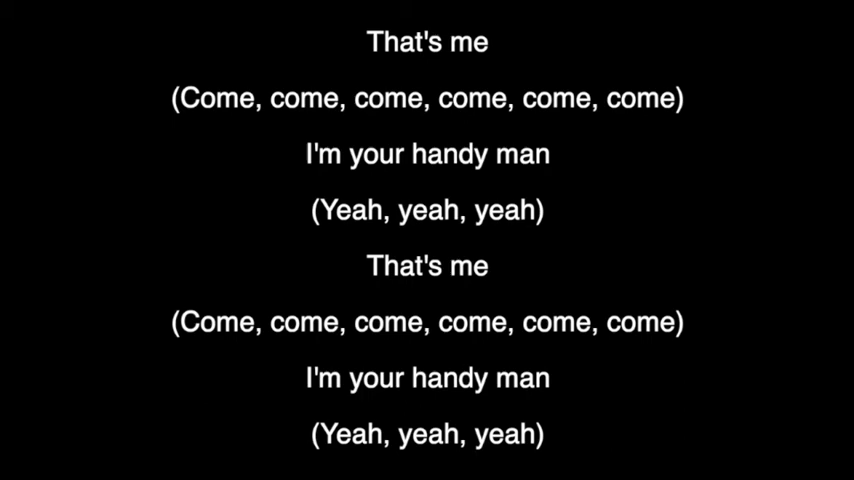 That's me
(Come, come, come, come, come, come)
I'm your handy man
(Yeah, yeah, yeah)
That's me
(Come, come, come, come, come, come)
I'm your handy man
(Yeah, yeah, yeah)